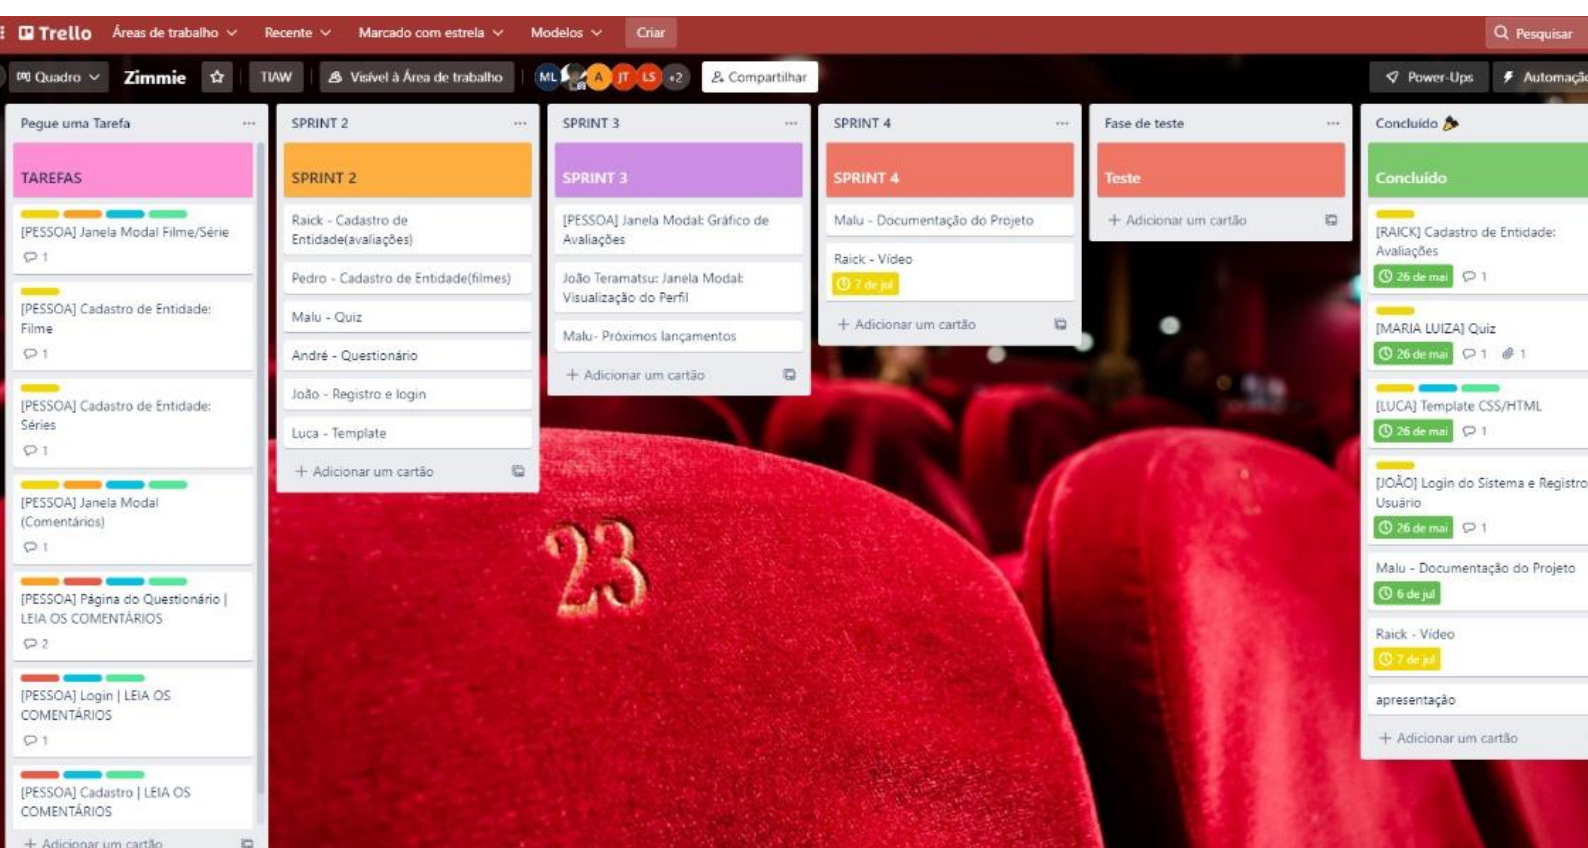 Trello
Áreas de trabalho
Recente
Marcado com estrela
Modelos
Criar
Pesquisar
Quadro
Zimmie
TIAW
Visível à Área de trabalho
ML
A
JT
LS
+2
Compartilhar
Power-Ups
Automação
Pegue uma Tarefa
TAREFAS
[PESSOA] Janela Modal Filme/Série
1
[PESSOA] Cadastro de Entidade:
Filme
1
[PESSOA] Cadastro de Entidade:
Séries
1
[PESSOA] Janela Modal
(Comentários)
1
[PESSOA] Página do Questionário |
LEIA OS COMENTÁRIOS
2
[PESSOA] Login | LEIA OS
COMENTÁRIOS
1
[PESSOA] Cadastro | LEIA OS
COMENTÁRIOS
+ Adicionar um cartão
SPRINT 2
SPRINT 2
Raick - Cadastro de
Entidade(avaliações)
Pedro - Cadastro de Entidade(filmes)
Malu - Quiz
André - Questionário
João - Registro e login
Luca - Template
+ Adicionar um cartão
SPRINT 3
SPRINT 3
[PESSOA] Janela Modal: Gráfico de
Avaliações
João Teramatsu: Janela Modal:
Visualização do Perfil
Malu- Próximos lançamentos
+ Adicionar um cartão
SPRINT 4
SPRINT 4
Malu - Documentação do Projeto
Raick - Vídeo
7 de jul
+ Adicionar um cartão
Fase de teste
Teste
+ Adicionar um cartão
Concluído
Concluído
[RAICK] Cadastro de Entidade:
Avaliações
26 de mai 1
[MARIA LUIZA] Quiz
26 de mai 1 1
[LUCA] Template CSS/HTML
26 de mai 1
[JOÃO] Login do Sistema e Registro
Usuário
26 de mai 1
Malu - Documentação do Projeto
6 de jul
Raick - Vídeo
7 de jul
apresentação
+ Adicionar um cartão
23